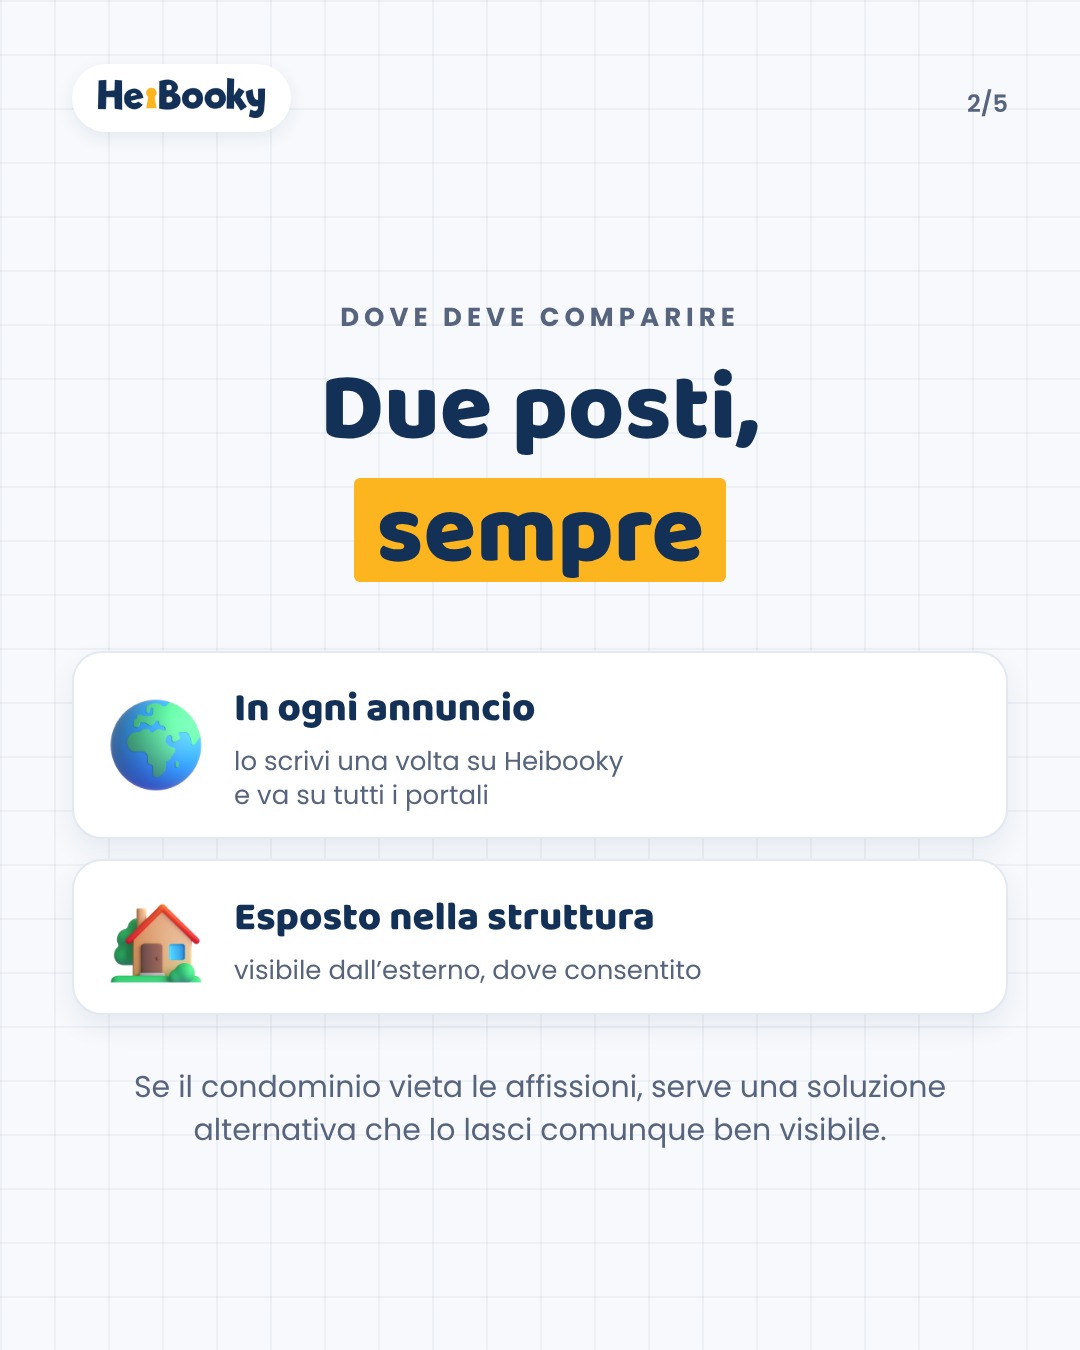 HeiBooky
2/5
DOVE DEVE COMPARIRE
Due posti,
sempre
In ogni annuncio
lo scrivi una volta su Heibooky
e va su tutti i portali
Esposto nella struttura
visibile dall’esterno, dove consentito
Se il condominio vieta le affissioni, serve una soluzione
alternativa che lo lasci comunque ben visibile.